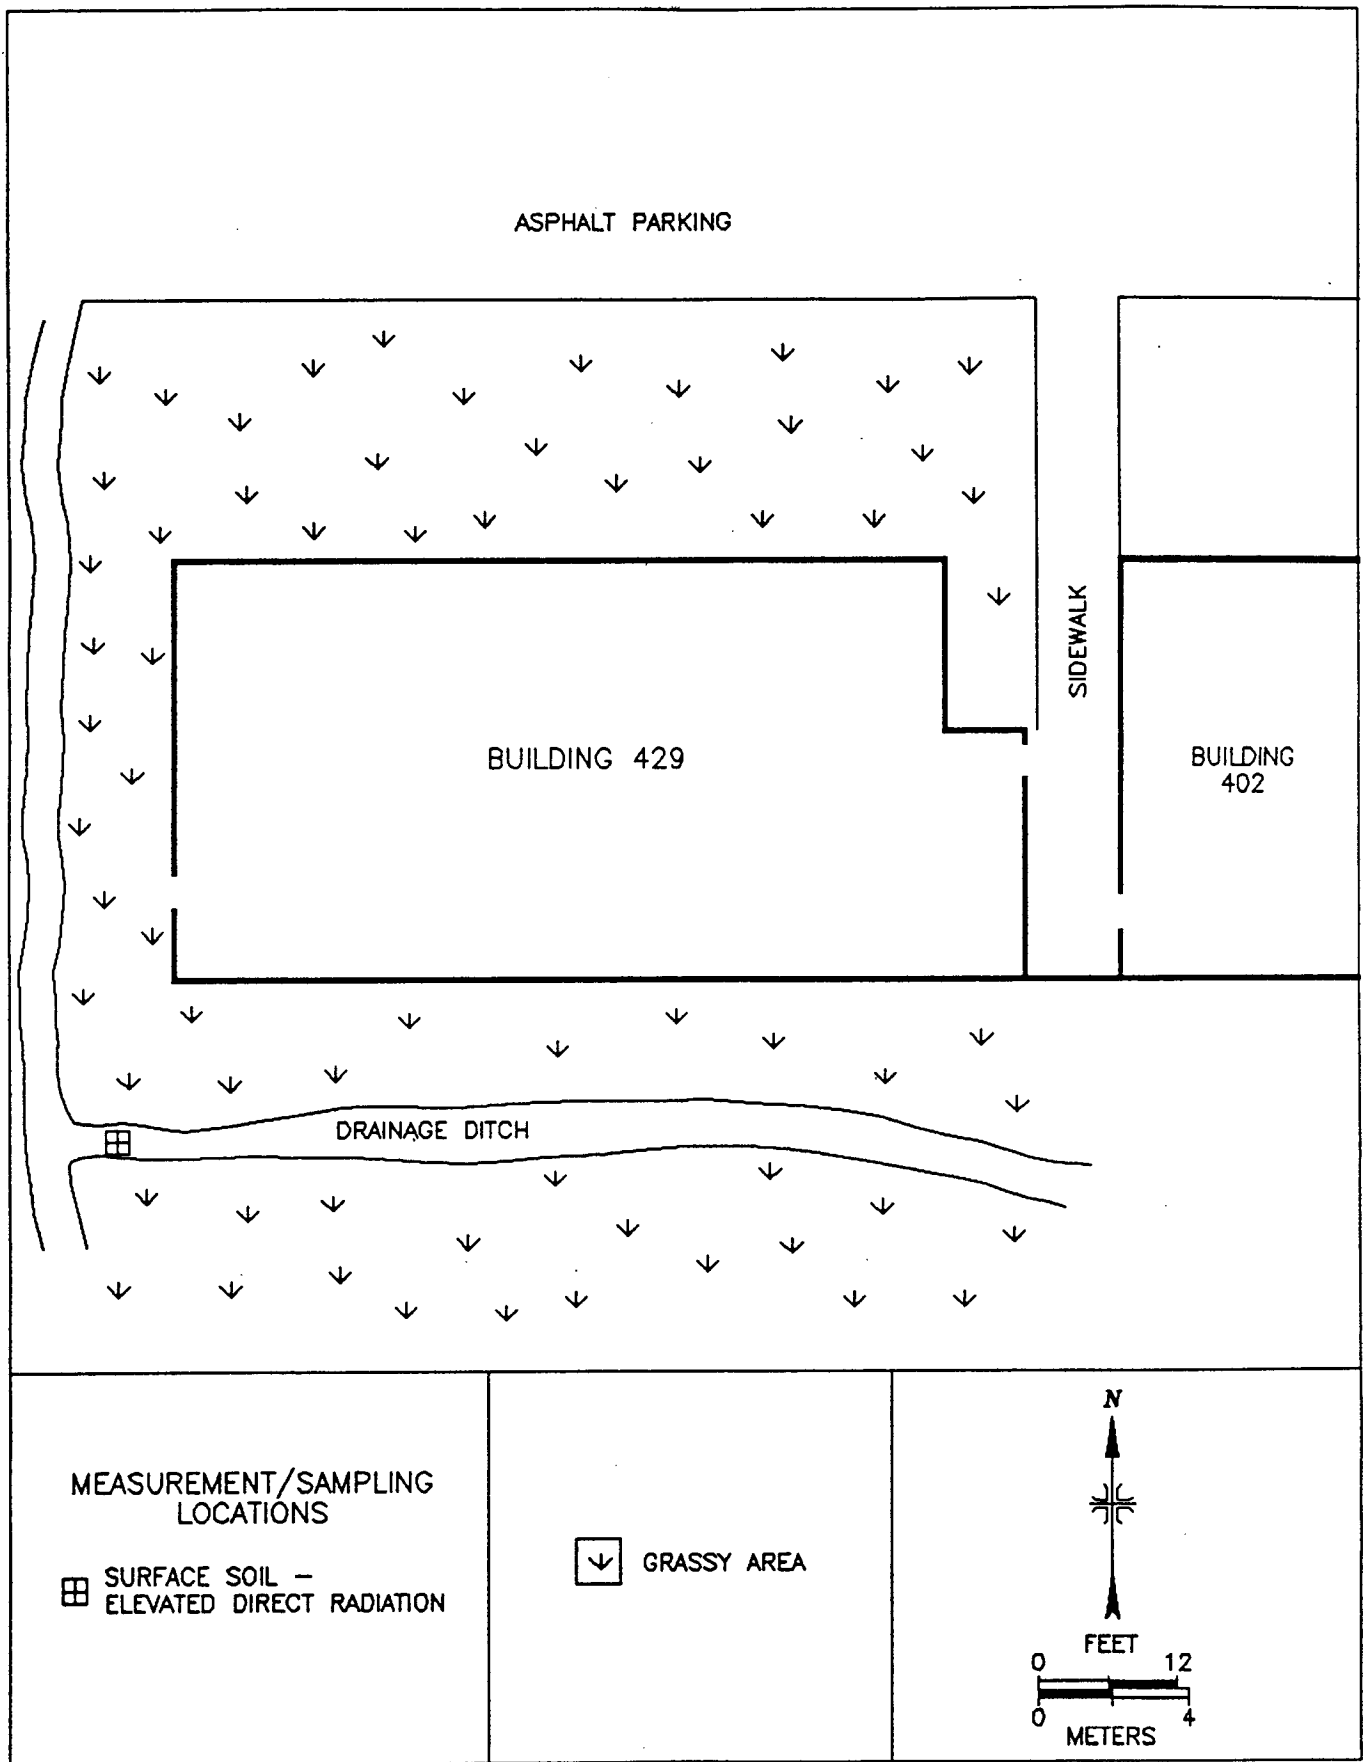 ASPHALT PARKING
SIDEWALK
BUILDING 429
BUILDING
402
DRAINAGE DITCH
MEASUREMENT/SAMPLING
LOCATIONS
SURFACE SOIL –
ELEVATED DIRECT RADIATION
GRASSY AREA
N
FEET
0 12
0 4
METERS